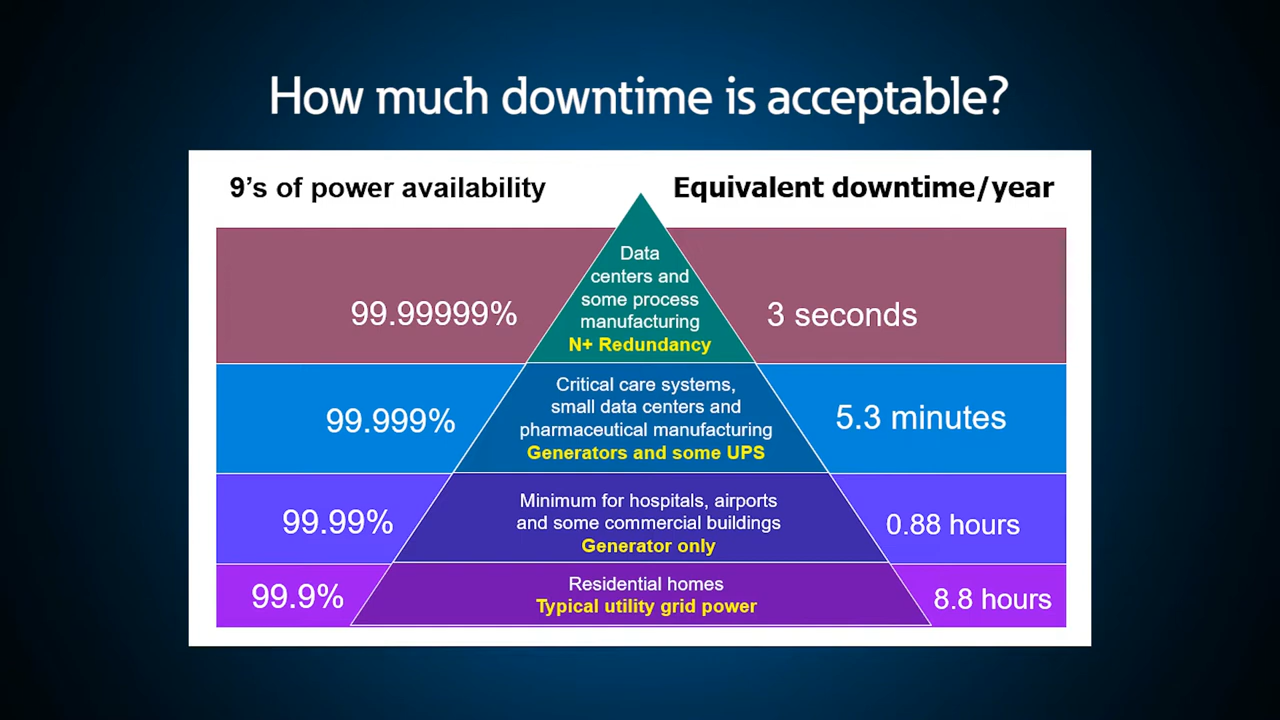 How much downtime is acceptable?
9's of power availability
Equivalent downtime/year
99.99999%
Data
centers and
some process
manufacturing
N+ Redundancy
3 seconds
99.999%
Critical care systems,
small data centers and
pharmaceutical manufacturing
Generators and some UPS
5.3 minutes
99.99%
Minimum for hospitals, airports
and some commercial buildings
Generator only
0.88 hours
99.9%
Residential homes
Typical utility grid power
8.8 hours